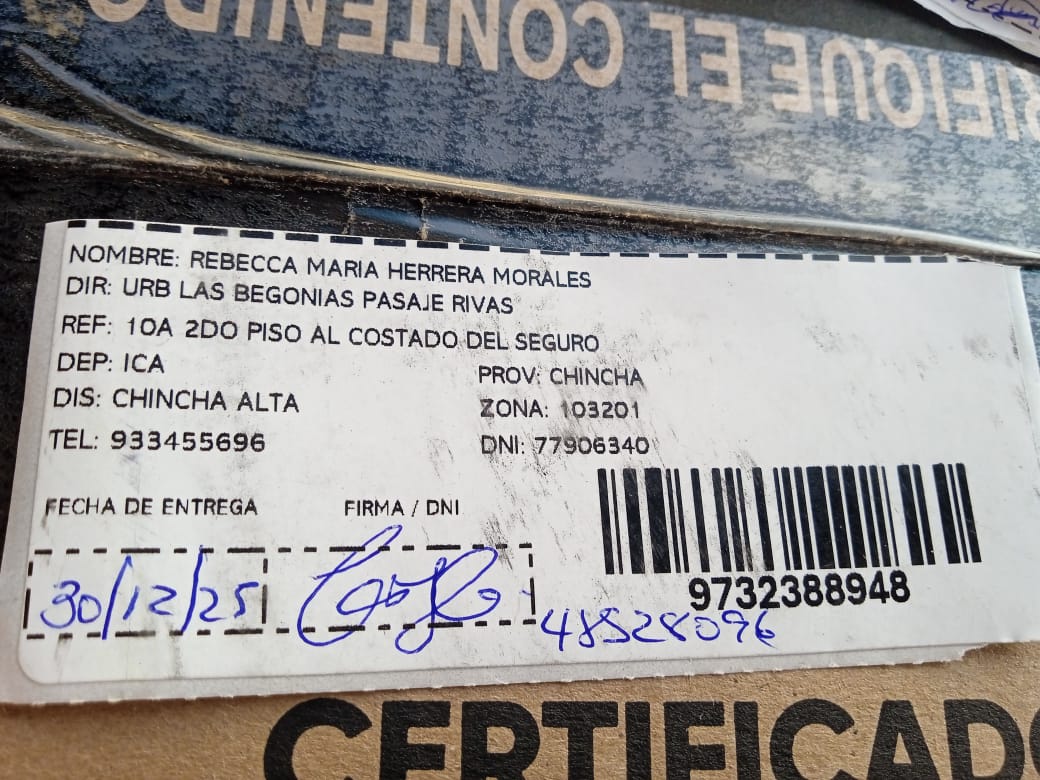 RIFIQUE EL CONTENIDO
NOMBRE: REBECCA MARIA HERRERA MORALES
DIR: URB LAS BEGONIAS PASAJE RIVAS
REF: 10A 2DO PISO AL COSTADO DEL SEGURO
DEP: ICA
PROV: CHINCHA
DIS: CHINCHA ALTA
ZONA: 103201
TEL: 933455696
DNI: 77906340
FECHA DE ENTREGA
FIRMA / DNI
30/12/25
9732388948
48528096
CERTIFICADO